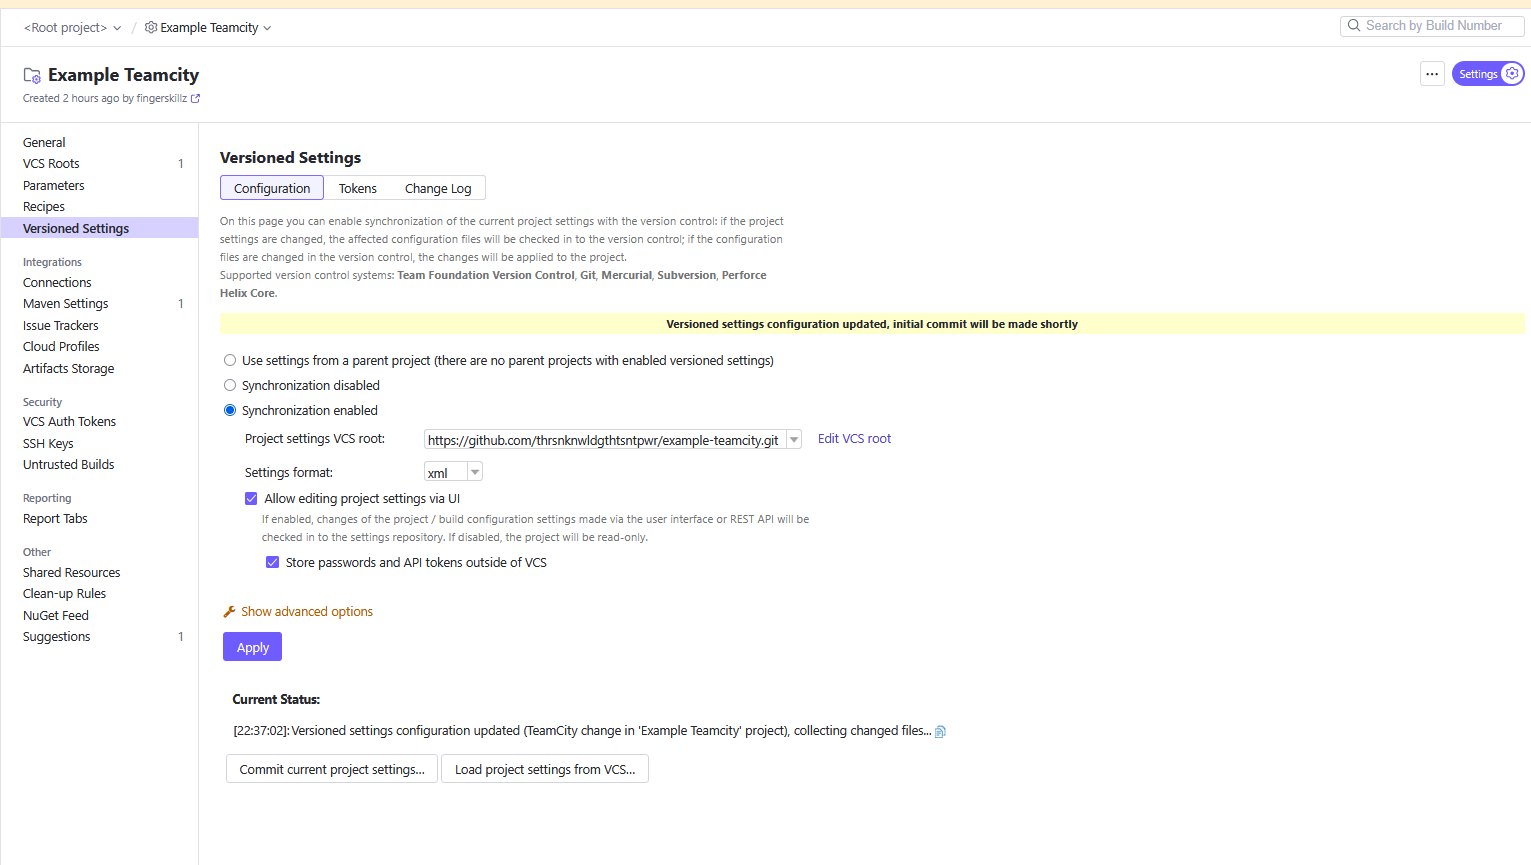 <Root project> / Example Teamcity
Search by Build Number
Example Teamcity
... Settings
Created 2 hours ago by fingerskillz
General
VCS Roots 1
Parameters
Recipes
Versioned Settings
Integrations
Connections
Maven Settings 1
Issue Trackers
Cloud Profiles
Artifacts Storage
Security
VCS Auth Tokens
SSH Keys
Untrusted Builds
Reporting
Report Tabs
Other
Shared Resources
Clean-up Rules
NuGet Feed
Suggestions 1
Versioned Settings
Configuration Tokens Change Log
On this page you can enable synchronization of the current project settings with the version control: if the project
settings are changed, the affected configuration files will be checked in to the version control; if the configuration
files are changed in the version control, the changes will be applied to the project.
Supported version control systems: Team Foundation Version Control, Git, Mercurial, Subversion, Perforce
Helix Core.
Versioned settings configuration updated, initial commit will be made shortly
Use settings from a parent project (there are no parent projects with enabled versioned settings)
Synchronization disabled
Synchronization enabled
Project settings VCS root: https://github.com/thrsnknwldgthtsntpwr/example-teamcity.git Edit VCS root
Settings format: xml
Allow editing project settings via UI
If enabled, changes of the project / build configuration settings made via the user interface or REST API will be
checked in to the settings repository. If disabled, the project will be read-only.
Store passwords and API tokens outside of VCS
Show advanced options
Apply
Current Status:
[22:37:02]: Versioned settings configuration updated (TeamCity change in 'Example Teamcity' project), collecting changed files...
Commit current project settings... Load project settings from VCS...